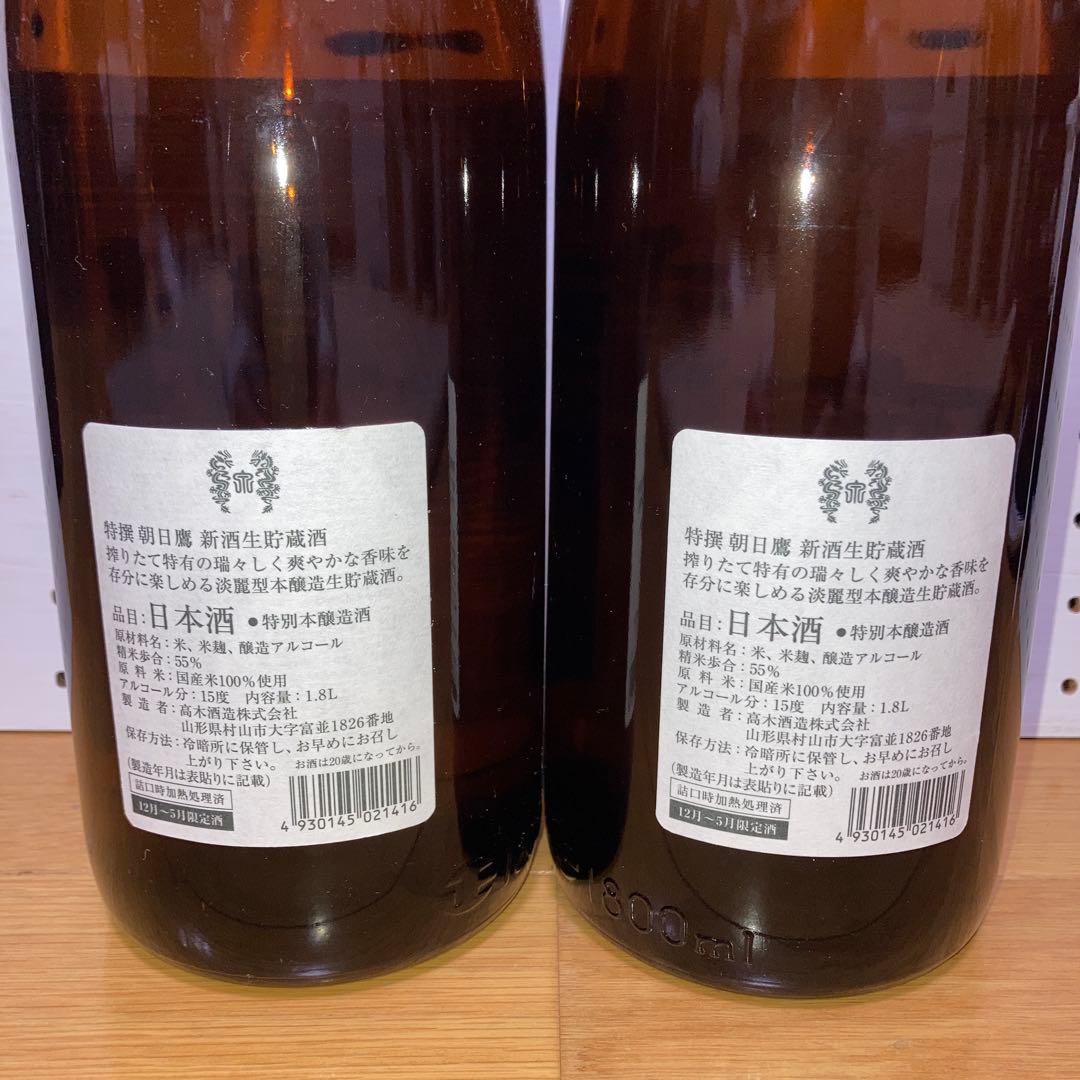 特撰 朝日鷹 新酒生貯蔵酒
搾りたて特有の瑞々しく爽やかな香味を
存分に楽しめる淡麗型本醸造生貯蔵酒。
品目：日本酒 ●特別本醸造酒
原材料名：米、米麹、醸造アルコール
精米歩合：55%
原料米：国産米100%使用
アルコール分：15度 内容量：1.8L
製造者：高木酒造株式会社
山形県村山市大字富並1826番地
保存方法：冷暗所に保管し、お早めにお召し
上がり下さい。 お酒は20歳になってから。
(製造年月は表貼りに記載)
詰口時加熱処理済
12月〜5月限定酒
4 930145 021416
特撰 朝日鷹 新酒生貯蔵酒
搾りたて特有の瑞々しく爽やかな香味を
存分に楽しめる淡麗型本醸造生貯蔵酒。
品目：日本酒 ●特別本醸造酒
原材料名：米、米麹、醸造アルコール
精米歩合：55%
原料米：国産米100%使用
アルコール分：15度 内容量：1.8L
製造者：高木酒造株式会社
山形県村山市大字富並1826番地
保存方法：冷暗所に保管し、お早めにお召し
上がり下さい。 お酒は20歳になってから。
(製造年月は表貼りに記載)
詰口時加熱処理済
12月〜5月限定酒
4 930145 021416
1800ml